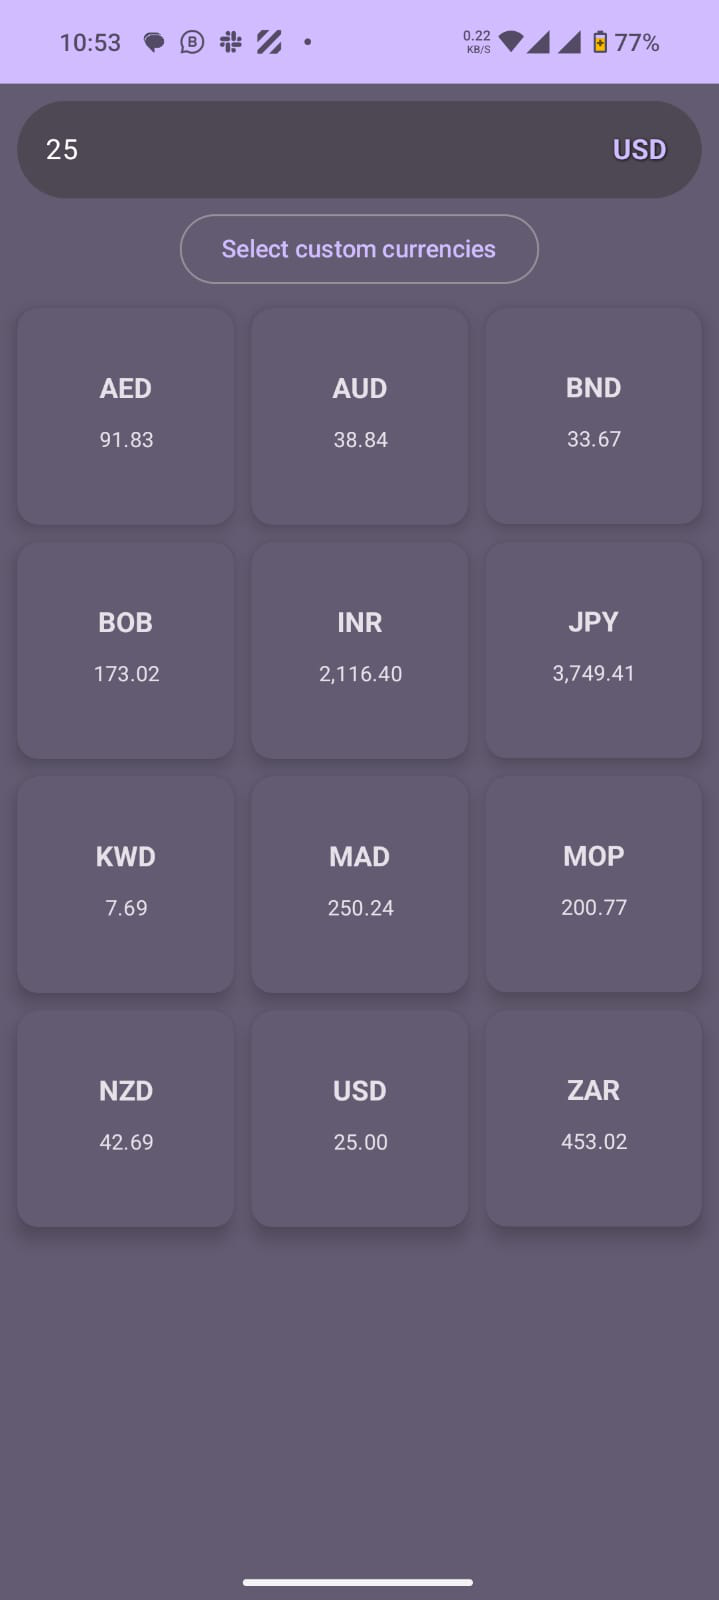 10:53
B
0.22
KB/S
77%
25
USD
Select custom currencies
AED
91.83
AUD
38.84
BND
33.67
BOB
173.02
INR
2,116.40
JPY
3,749.41
KWD
7.69
MAD
250.24
MOP
200.77
NZD
42.69
USD
25.00
ZAR
453.02